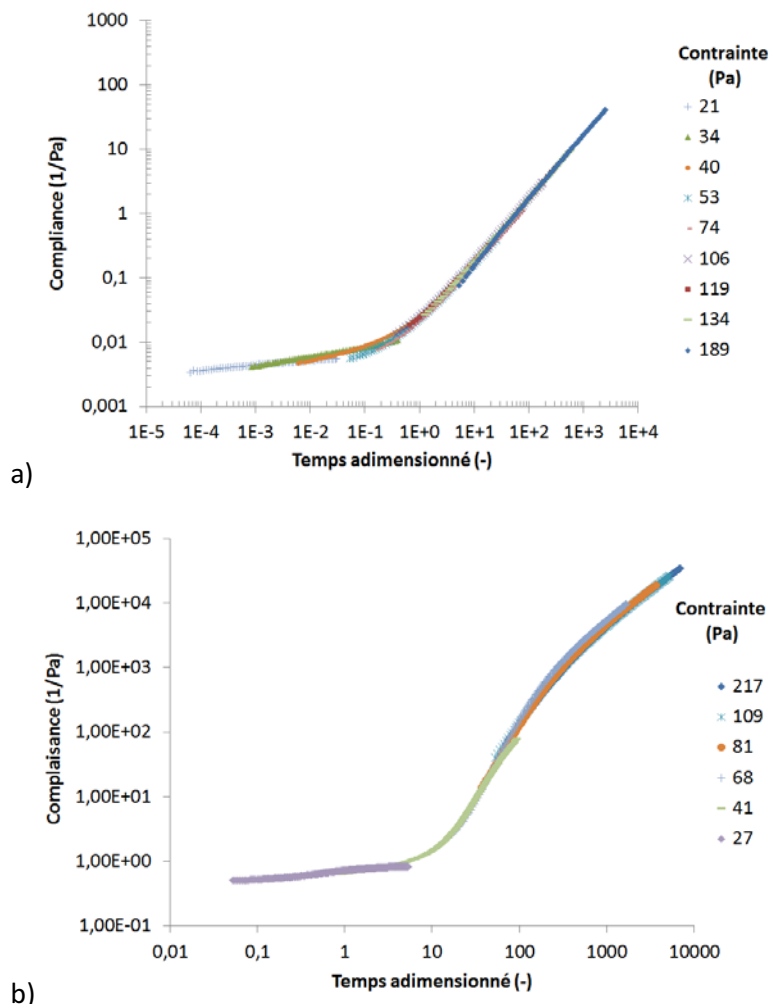 1000
100
10
1
0,1
0,01
0,001
Compliance (1/Pa)
1E-5 1E-4 1E-3 1E-2 1E-1 1E+0 1E+1 1E+2 1E+3 1E+4
Temps adimensionné (-)
Contrainte
(Pa)
21
34
40
53
74
106
119
134
189
a)
1,00E+05
1,00E+04
1,00E+03
1,00E+02
1,00E+01
1,00E+00
1,00E-01
Complaisance (1/Pa)
0,01 0,1 1 10 100 1000 10000
Temps adimensionné (-)
Contrainte
(Pa)
217
109
81
68
41
27
b)